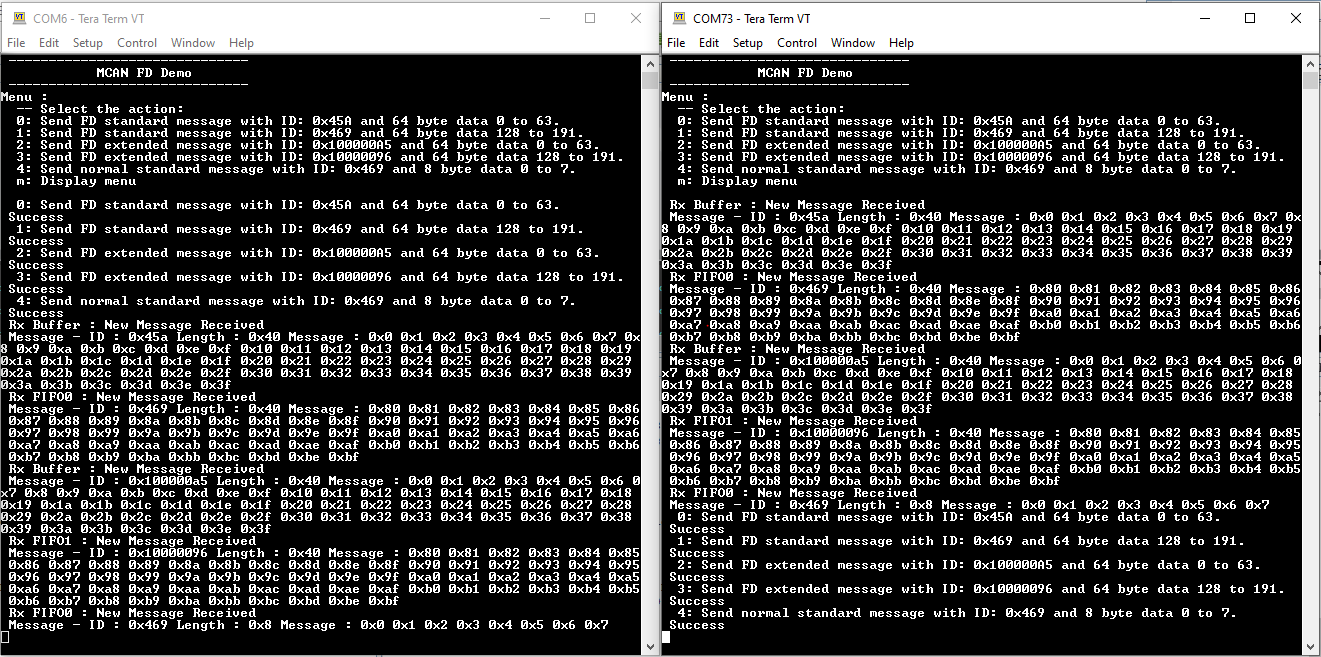 COM6 - Tera Term VT
File Edit Setup Control Window Help
-------------------------------
MCAN FD Demo
-------------------------------
Menu :
-- Select the action:
0: Send FD standard message with ID: 0x45A and 64 byte data 0 to 63.
1: Send FD standard message with ID: 0x469 and 64 byte data 128 to 191.
2: Send FD extended message with ID: 0x100000A5 and 64 byte data 0 to 63.
3: Send FD extended message with ID: 0x10000096 and 64 byte data 128 to 191.
4: Send normal standard message with ID: 0x469 and 8 byte data 0 to 7.
m: Display menu
0: Send FD standard message with ID: 0x45A and 64 byte data 0 to 63.
Success
1: Send FD standard message with ID: 0x469 and 64 byte data 128 to 191.
Success
2: Send FD extended message with ID: 0x100000A5 and 64 byte data 0 to 63.
Success
3: Send FD extended message with ID: 0x10000096 and 64 byte data 128 to 191.
Success
4: Send normal standard message with ID: 0x469 and 8 byte data 0 to 7.
Success
Rx Buffer : New Message Received
Message - ID : 0x45a Length : 0x40 Message : 0x0 0x1 0x2 0x3 0x4 0x5 0x6 0x7 0x
8 0x9 0xa 0xb 0xc 0xd 0xe 0xf 0x10 0x11 0x12 0x13 0x14 0x15 0x16 0x17 0x18 0x19
0x1a 0x1b 0x1c 0x1d 0x1e 0x1f 0x20 0x21 0x22 0x23 0x24 0x25 0x26 0x27 0x28 0x29
0x2a 0x2b 0x2c 0x2d 0x2e 0x2f 0x30 0x31 0x32 0x33 0x34 0x35 0x36 0x37 0x38 0x39
0x3a 0x3b 0x3c 0x3d 0x3e 0x3f
Rx FIFO0 : New Message Received
Message - ID : 0x469 Length : 0x40 Message : 0x80 0x81 0x82 0x83 0x84 0x85 0x86
0x87 0x88 0x89 0x8a 0x8b 0x8c 0x8d 0x8e 0x8f 0x90 0x91 0x92 0x93 0x94 0x95 0x96
0x97 0x98 0x99 0x9a 0x9b 0x9c 0x9d 0x9e 0x9f 0xa0 0xa1 0xa2 0xa3 0xa4 0xa5 0xa6
0xa7 0xa8 0xa9 0xaa 0xab 0xac 0xad 0xae 0xaf 0xb0 0xb1 0xb2 0xb3 0xb4 0xb5 0xb6
0xb7 0xb8 0xb9 0xba 0xbb 0xbc 0xbd 0xbe 0xbf
Rx Buffer : New Message Received
Message - ID : 0x100000a5 Length : 0x40 Message : 0x0 0x1 0x2 0x3 0x4 0x5 0x6 0
x7 0x8 0x9 0xa 0xb 0xc 0xd 0xe 0xf 0x10 0x11 0x12 0x13 0x14 0x15 0x16 0x17 0x18
0x19 0x1a 0x1b 0x1c 0x1d 0x1e 0x1f 0x20 0x21 0x22 0x23 0x24 0x25 0x26 0x27 0x28
0x29 0x2a 0x2b 0x2c 0x2d 0x2e 0x2f 0x30 0x31 0x32 0x33 0x34 0x35 0x36 0x37 0x38
0x39 0x3a 0x3b 0x3c 0x3d 0x3e 0x3f
Rx FIFO1 : New Message Received
Message - ID : 0x10000096 Length : 0x40 Message : 0x80 0x81 0x82 0x83 0x84 0x85
0x86 0x87 0x88 0x89 0x8a 0x8b 0x8c 0x8d 0x8e 0x8f 0x90 0x91 0x92 0x93 0x94 0x95
0x96 0x97 0x98 0x99 0x9a 0x9b 0x9c 0x9d 0x9e 0x9f 0xa0 0xa1 0xa2 0xa3 0xa4 0xa5
0xa6 0xa7 0xa8 0xa9 0xaa 0xab 0xac 0xad 0xae 0xaf 0xb0 0xb1 0xb2 0xb3 0xb4 0xb5
0xb6 0xb7 0xb8 0xb9 0xba 0xbb 0xbc 0xbd 0xbe 0xbf
Rx FIFO0 : New Message Received
Message - ID : 0x469 Length : 0x8 Message : 0x0 0x1 0x2 0x3 0x4 0x5 0x6 0x7
COM73 - Tera Term VT
File Edit Setup Control Window Help
-------------------------------
MCAN FD Demo
-------------------------------
Menu :
-- Select the action:
0: Send FD standard message with ID: 0x45A and 64 byte data 0 to 63.
1: Send FD standard message with ID: 0x469 and 64 byte data 128 to 191.
2: Send FD extended message with ID: 0x100000A5 and 64 byte data 0 to 63.
3: Send FD extended message with ID: 0x10000096 and 64 byte data 128 to 191.
4: Send normal standard message with ID: 0x469 and 8 byte data 0 to 7.
m: Display menu
Rx Buffer : New Message Received
Message - ID : 0x45a Length : 0x40 Message : 0x0 0x1 0x2 0x3 0x4 0x5 0x6 0x7 0x
8 0x9 0xa 0xb 0xc 0xd 0xe 0xf 0x10 0x11 0x12 0x13 0x14 0x15 0x16 0x17 0x18 0x19
0x1a 0x1b 0x1c 0x1d 0x1e 0x1f 0x20 0x21 0x22 0x23 0x24 0x25 0x26 0x27 0x28 0x29
0x2a 0x2b 0x2c 0x2d 0x2e 0x2f 0x30 0x31 0x32 0x33 0x34 0x35 0x36 0x37 0x38 0x39
0x3a 0x3b 0x3c 0x3d 0x3e 0x3f
Rx FIFO0 : New Message Received
Message - ID : 0x469 Length : 0x40 Message : 0x80 0x81 0x82 0x83 0x84 0x85 0x86
0x87 0x88 0x89 0x8a 0x8b 0x8c 0x8d 0x8e 0x8f 0x90 0x91 0x92 0x93 0x94 0x95 0x96
0x97 0x98 0x99 0x9a 0x9b 0x9c 0x9d 0x9e 0x9f 0xa0 0xa1 0xa2 0xa3 0xa4 0xa5 0xa6
0xa7 0xa8 0xa9 0xaa 0xab 0xac 0xad 0xae 0xaf 0xb0 0xb1 0xb2 0xb3 0xb4 0xb5 0xb6
0xb7 0xb8 0xb9 0xba 0xbb 0xbc 0xbd 0xbe 0xbf
Rx Buffer : New Message Received
Message - ID : 0x100000a5 Length : 0x40 Message : 0x0 0x1 0x2 0x3 0x4 0x5 0x6 0
x7 0x8 0x9 0xa 0xb 0xc 0xd 0xe 0xf 0x10 0x11 0x12 0x13 0x14 0x15 0x16 0x17 0x18
0x19 0x1a 0x1b 0x1c 0x1d 0x1e 0x1f 0x20 0x21 0x22 0x23 0x24 0x25 0x26 0x27 0x28
0x29 0x2a 0x2b 0x2c 0x2d 0x2e 0x2f 0x30 0x31 0x32 0x33 0x34 0x35 0x36 0x37 0x38
0x39 0x3a 0x3b 0x3c 0x3d 0x3e 0x3f
Rx FIFO1 : New Message Received
Message - ID : 0x10000096 Length : 0x40 Message : 0x80 0x81 0x82 0x83 0x84 0x85
0x86 0x87 0x88 0x89 0x8a 0x8b 0x8c 0x8d 0x8e 0x8f 0x90 0x91 0x92 0x93 0x94 0x95
0x96 0x97 0x98 0x99 0x9a 0x9b 0x9c 0x9d 0x9e 0x9f 0xa0 0xa1 0xa2 0xa3 0xa4 0xa5
0xa6 0xa7 0xa8 0xa9 0xaa 0xab 0xac 0xad 0xae 0xaf 0xb0 0xb1 0xb2 0xb3 0xb4 0xb5
0xb6 0xb7 0xb8 0xb9 0xba 0xbb 0xbc 0xbd 0xbe 0xbf
Rx FIFO0 : New Message Received
Message - ID : 0x469 Length : 0x8 Message : 0x0 0x1 0x2 0x3 0x4 0x5 0x6 0x7
0: Send FD standard message with ID: 0x45A and 64 byte data 0 to 63.
Success
1: Send FD standard message with ID: 0x469 and 64 byte data 128 to 191.
Success
2: Send FD extended message with ID: 0x100000A5 and 64 byte data 0 to 63.
Success
3: Send FD extended message with ID: 0x10000096 and 64 byte data 128 to 191.
Success
4: Send normal standard message with ID: 0x469 and 8 byte data 0 to 7.
Success